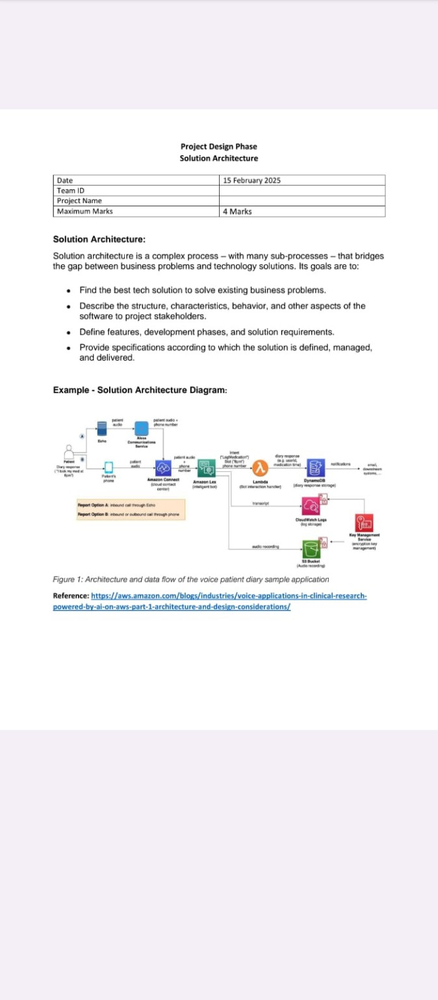 Project Design Phase
Solution Architecture
Date 15 February 2025
Team ID
Project Name
Maximum Marks 4 Marks
Solution Architecture:
Solution architecture is a complex process – with many sub-processes – that bridges
the gap between business problems and technology solutions. Its goals are to:
• Find the best tech solution to solve existing business problems.
• Describe the structure, characteristics, behavior, and other aspects of the
software to project stakeholders.
• Define features, development phases, and solution requirements.
• Provide specifications according to which the solution is defined, managed,
and delivered.
Example - Solution Architecture Diagram:
patient
audio
patient audio +
phone number
A
Echo
Alexa
Communications
Service
Patient
Diary response
("I took my med at
B
Patient's
phone
patient
audio
Amazon Connect
(cloud contact
center)
patient audio
+
phone
number
Amazon Lex
(intelligent bot)
Intent
("LogMedication")
phone number
Lambda
(Bot interaction handler)
diary response
(e.g. userId,
medication time)
DynamoDB
(diary response storage)
notifications
email,
downstream
systems...
Report Option A: inbound call through Echo
Report Option B: inbound or outbound call through phone
transcript
CloudWatch Logs
(log storage)
Key Management
Service
(encryption key
management)
audio recording
S3 Bucket
(Audio recording)
Figure 1: Architecture and data flow of the voice patient diary sample application
Reference: https://aws.amazon.com/blogs/industries/voice-applications-in-clinical-research-
powered-by-ai-on-aws-part-1-architecture-and-design-considerations/